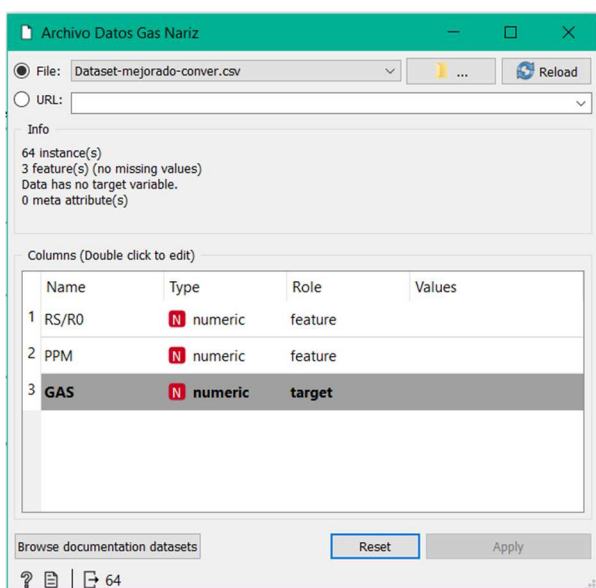 Archivo Datos Gas Nariz
File: Dataset-mejorado-conver.csv ... Reload
URL:
Info
64 instance(s)
3 feature(s) (no missing values)
Data has no target variable.
0 meta attribute(s)
Columns (Double click to edit)
Name Type Role Values
1 RS/R0 N numeric feature
2 PPM N numeric feature
3 GAS N numeric target
Browse documentation datasets Reset Apply
? 64